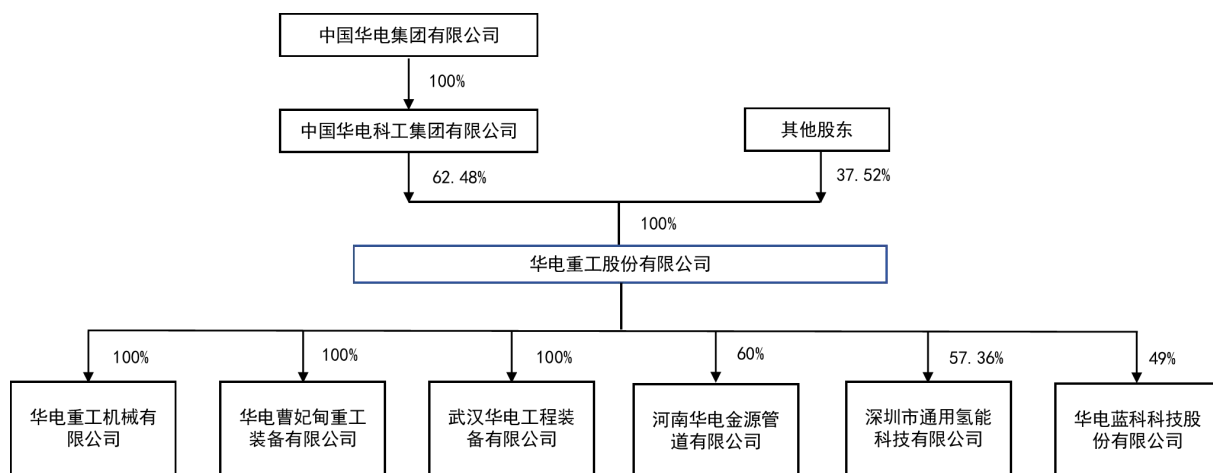 中国华电集团有限公司
100%
中国华电科工集团有限公司
其他股东
62.48%
37.52%
100%
华电重工股份有限公司
100%
100%
100%
60%
57.36%
49%
华电重工机械有
限公司
华电曹妃甸重工
装备有限公司
武汉华电工程装
备有限公司
河南华电金源管
道有限公司
深圳市通用氢能
科技有限公司
华电蓝科科技股
份有限公司